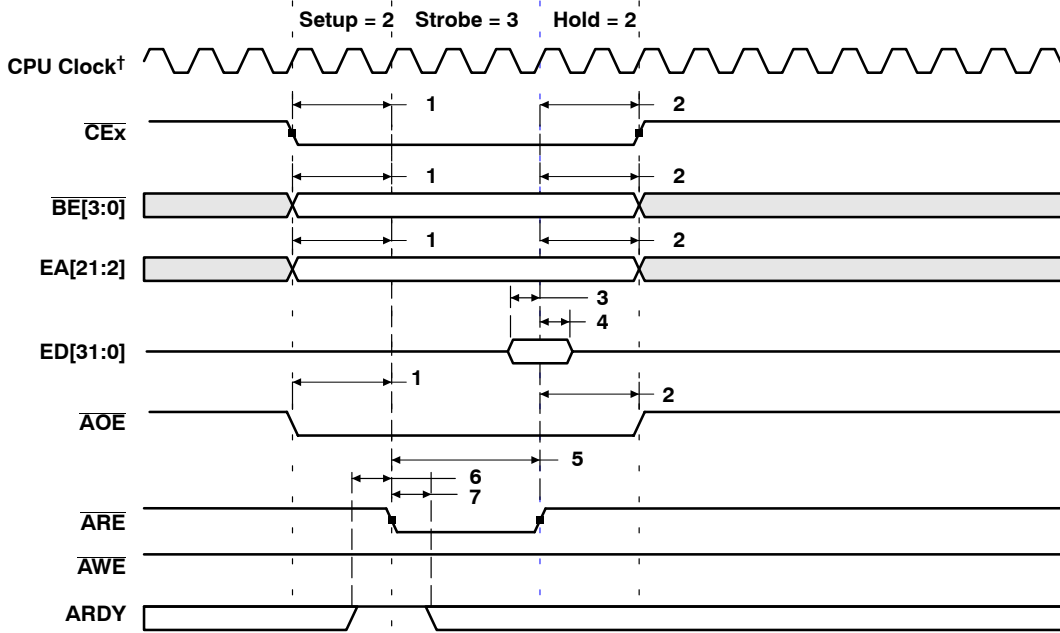 Setup = 2 Strobe = 3 Hold = 2
CPU Clock†
1 2
CEx
1 2
BE[3:0]
1 2
EA[21:2]
3
4
ED[31:0]
1
2
AOE
5
6
7
ARE
AWE
ARDY